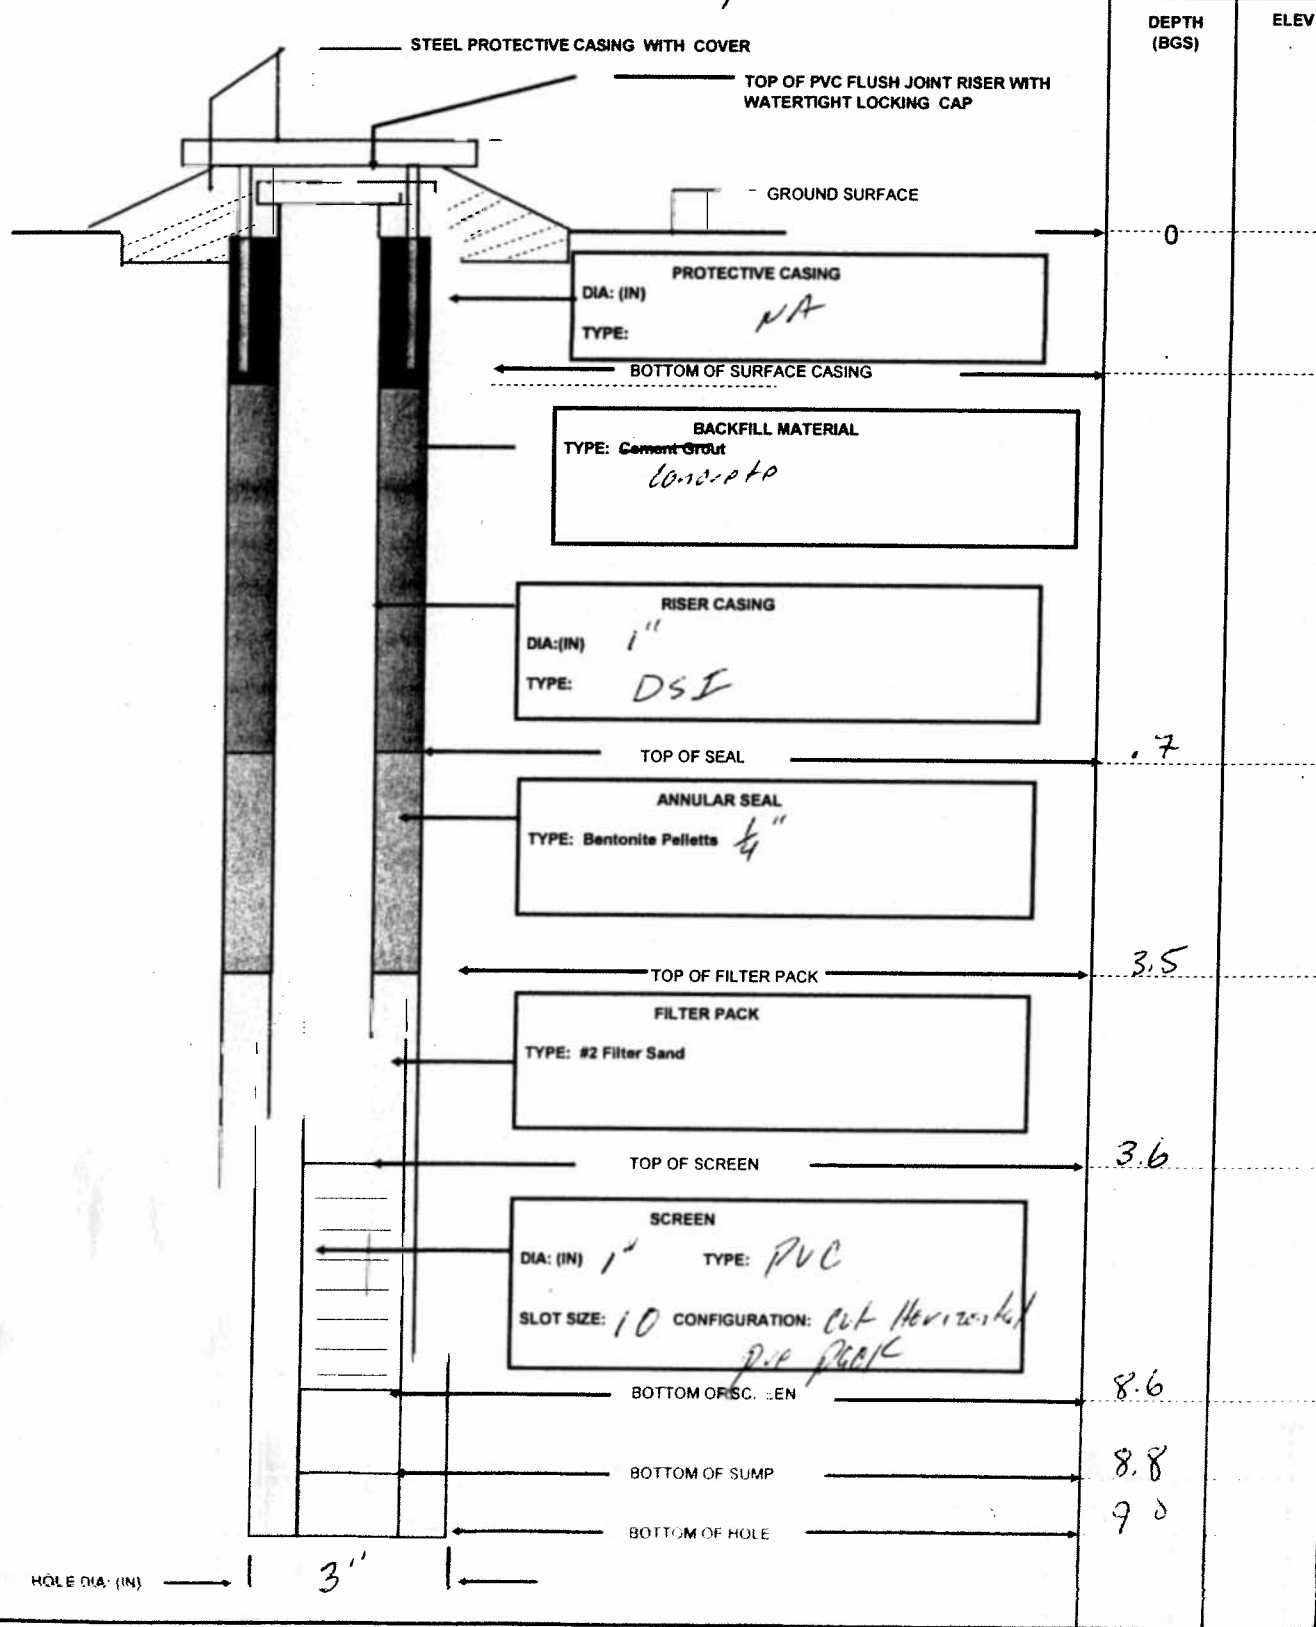 DEPTH
(BGS)
ELEV
STEEL PROTECTIVE CASING WITH COVER
TOP OF PVC FLUSH JOINT RISER WITH
WATERTIGHT LOCKING CAP
GROUND SURFACE
0
PROTECTIVE CASING
DIA: (IN)
NA
TYPE:
BOTTOM OF SURFACE CASING
BACKFILL MATERIAL
TYPE: Cement Grout
Concrete
RISER CASING
DIA:(IN) 1"
TYPE: DSI
TOP OF SEAL .7
ANNULAR SEAL
TYPE: Bentonite Pelletts 1/4"
TOP OF FILTER PACK 3.5
FILTER PACK
TYPE: #2 Filter Sand
TOP OF SCREEN 3.6
SCREEN
DIA: (IN) 1" TYPE: PVC
SLOT SIZE: 10 CONFIGURATION: Cut Horizontal
BOTTOM OF 8.6
BOTTOM OF SUMP 8.8
BOTTOM OF HOLE 9 0
HOLE DIA: (IN) 3"